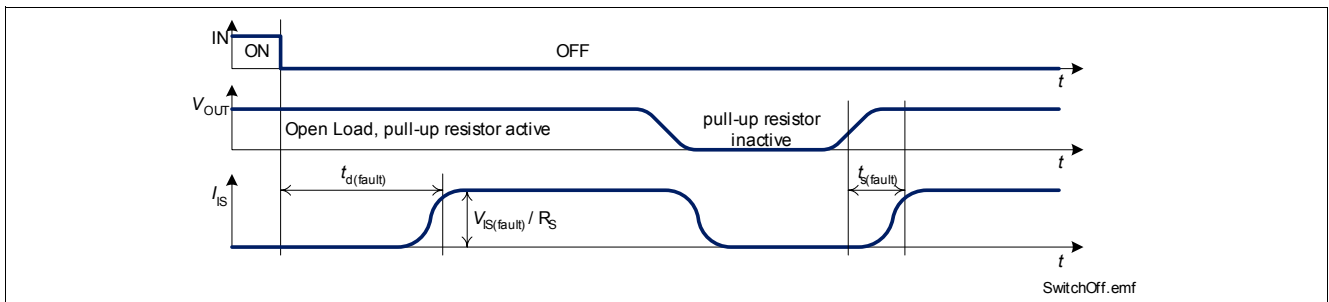 IN
ON
OFF
t
VOUT
Open Load, pull-up resistor active
pull-up resistor
inactive
t
IIS
td(fault)
VIS(fault) / RS
ts(fault)
t
SwitchOff.emf